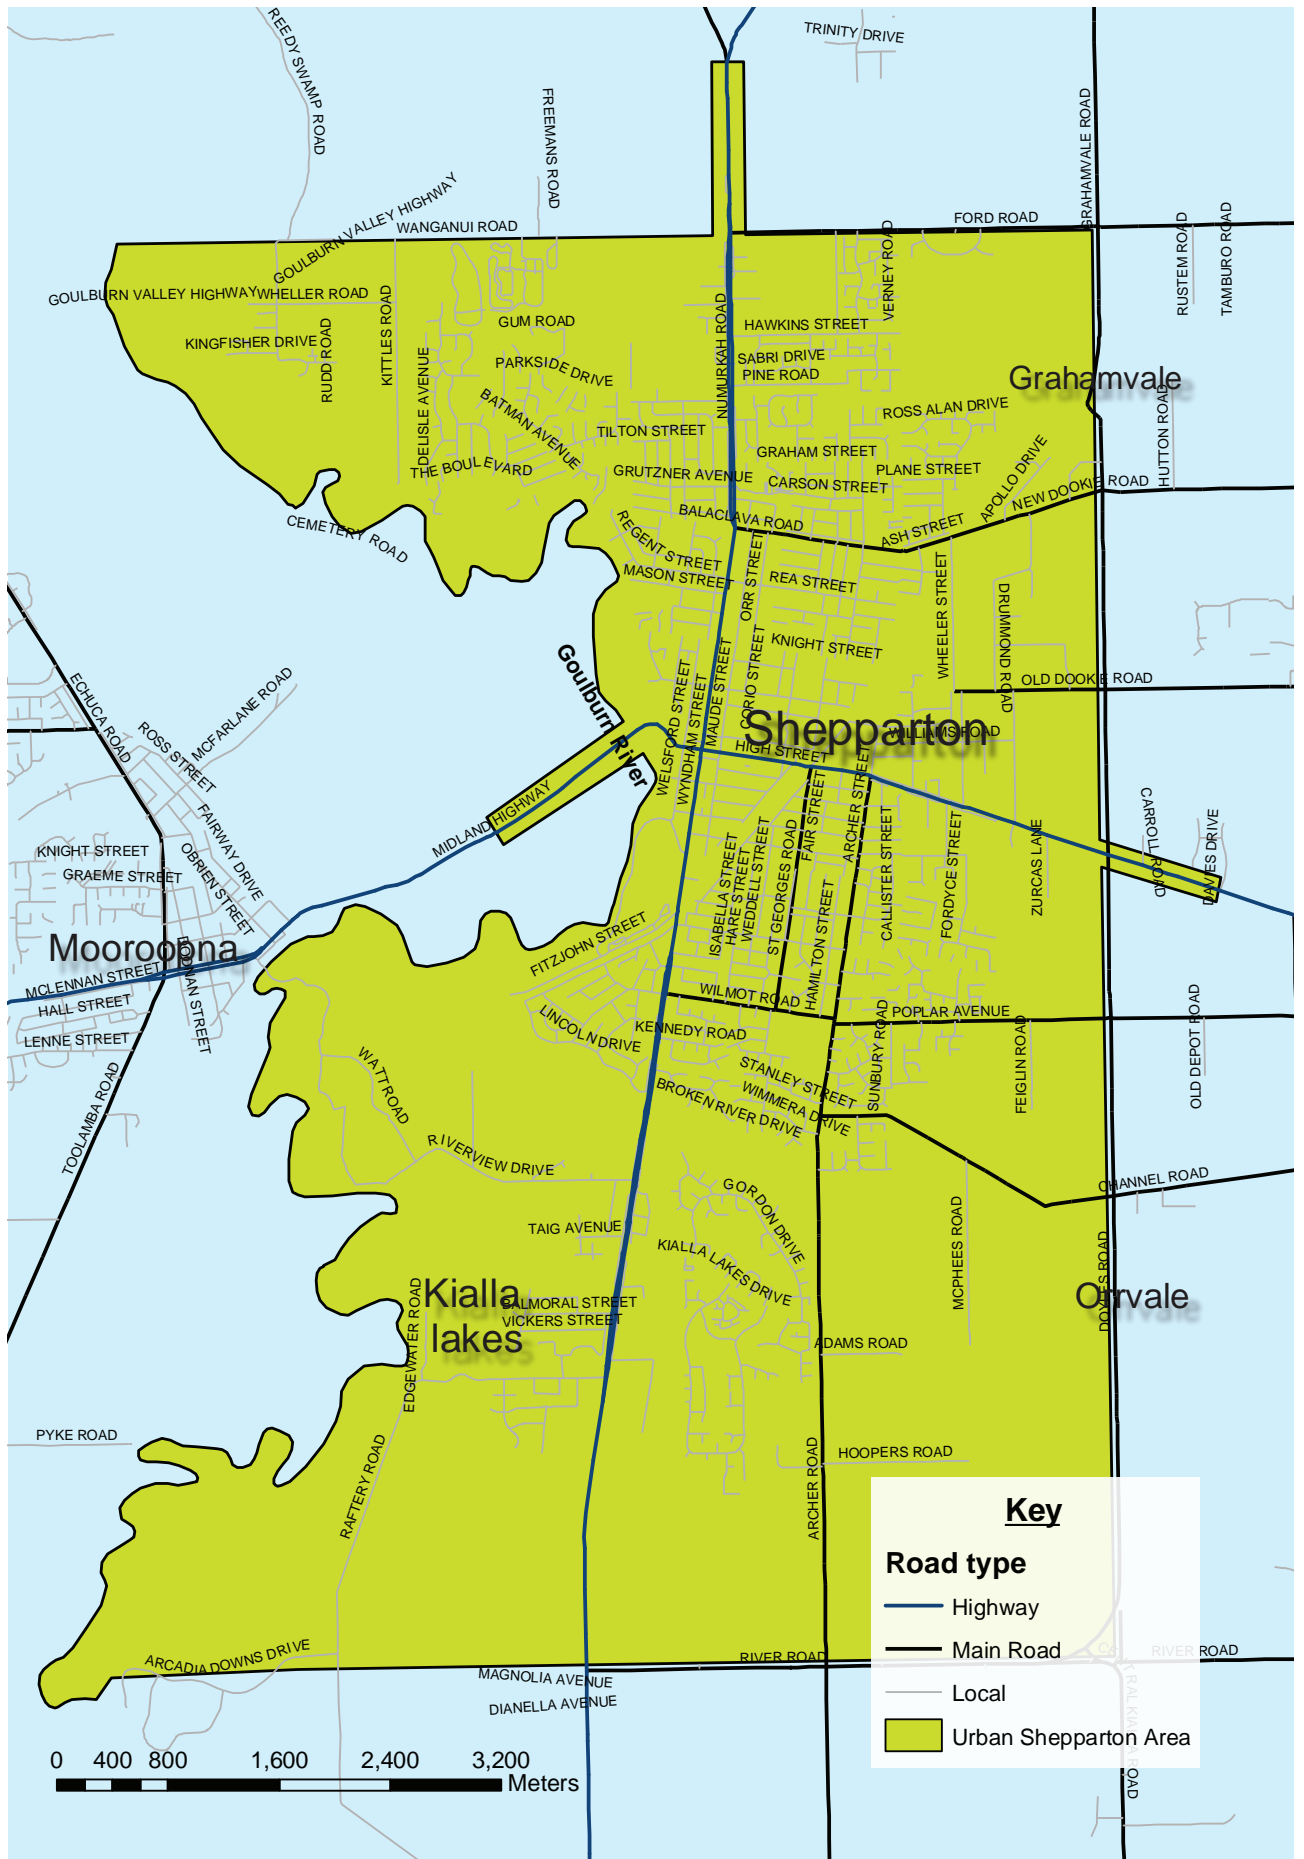 TRINITY DRIVE
REEDY SWAMP ROAD
FREEMANS ROAD
GRAHAMVALE ROAD
GOULBURN VALLEY HIGHWAY
WANGANUI ROAD
FORD ROAD
RUSTEM ROAD
TAMBURO ROAD
VERNEY ROAD
GOULBURN VALLEY HIGHWAY
WHELLER ROAD
KITTLES ROAD
NUMURKAH ROAD
GUM ROAD
HAWKINS STREET
KINGFISHER DRIVE
RUDD ROAD
DELISLE AVENUE
PARKSIDE DRIVE
SABRI DRIVE
PINE ROAD
Grahamvale
BATMAN AVENUE
ROSS ALAN DRIVE
HUTTON ROAD
TILTON STREET
GRAHAM STREET
APOLLO DRIVE
THE BOULEVARD
GRUTZNER AVENUE
PLANE STREET
CARSON STREET
NEW DOOKIE ROAD
CEMETERY ROAD
REGENT STREET
BALACLAVA ROAD
ASH STREET
MASON STREET
ORR STREET
REA STREET
WHEELER STREET
DRUMMOND ROAD
KNIGHT STREET
Goulburn River
ECHUCA ROAD
MCFARLANE ROAD
ROSS STREET
WELSFORD STREET
WYNDHAM STREET
MAUDE STREET
CORIO STREET
OLD DOOKIE ROAD
Shepparton
WILLIAMS ROAD
HIGH STREET
MIDLAND HIGHWAY
FAIR STREET
ARCHER STREET
CARROLL ROAD
DAVIES DRIVE
FAIRWAY DRIVE
KNIGHT STREET
OBRIEN STREET
GRAEME STREET
ISABELLA STREET
HARE STREET
WEDDELL STREET
ST GEORGES ROAD
CALLISTER STREET
FORDYCE STREET
ZURCAS LANE
HAMILTON STREET
FITZJOHN STREET
Mooroopna
DOONAN STREET
MCLENNAN STREET
HALL STREET
LENNE STREET
WILMOT ROAD
POPLAR AVENUE
LINCOLN DRIVE
KENNEDY ROAD
SUNBURY ROAD
FEIGLIN ROAD
OLD DEPOT ROAD
WATT ROAD
TOOLAMBA ROAD
STANLEY STREET
BROKEN RIVER DRIVE
WIMMERA DRIVE
RIVERVIEW DRIVE
GORDON DRIVE
MCPHEES ROAD
CHANNEL ROAD
TAIG AVENUE
KIALLA LAKES DRIVE
DOYLES ROAD
Orrvale
Kialla
lakes
EDGEWATER ROAD
BALMORAL STREET
VICKERS STREET
ADAMS ROAD
PYKE ROAD
RAFTERY ROAD
ARCHER ROAD
HOOPERS ROAD
Key
Road type
Highway
Main Road
Local
Urban Shepparton Area
ARCADIA DOWNS DRIVE
RIVER ROAD
RIVER ROAD
MAGNOLIA AVENUE
DIANELLA AVENUE
CENTRAL KIALLA ROAD
0 400 800 1,600 2,400 3,200
Meters